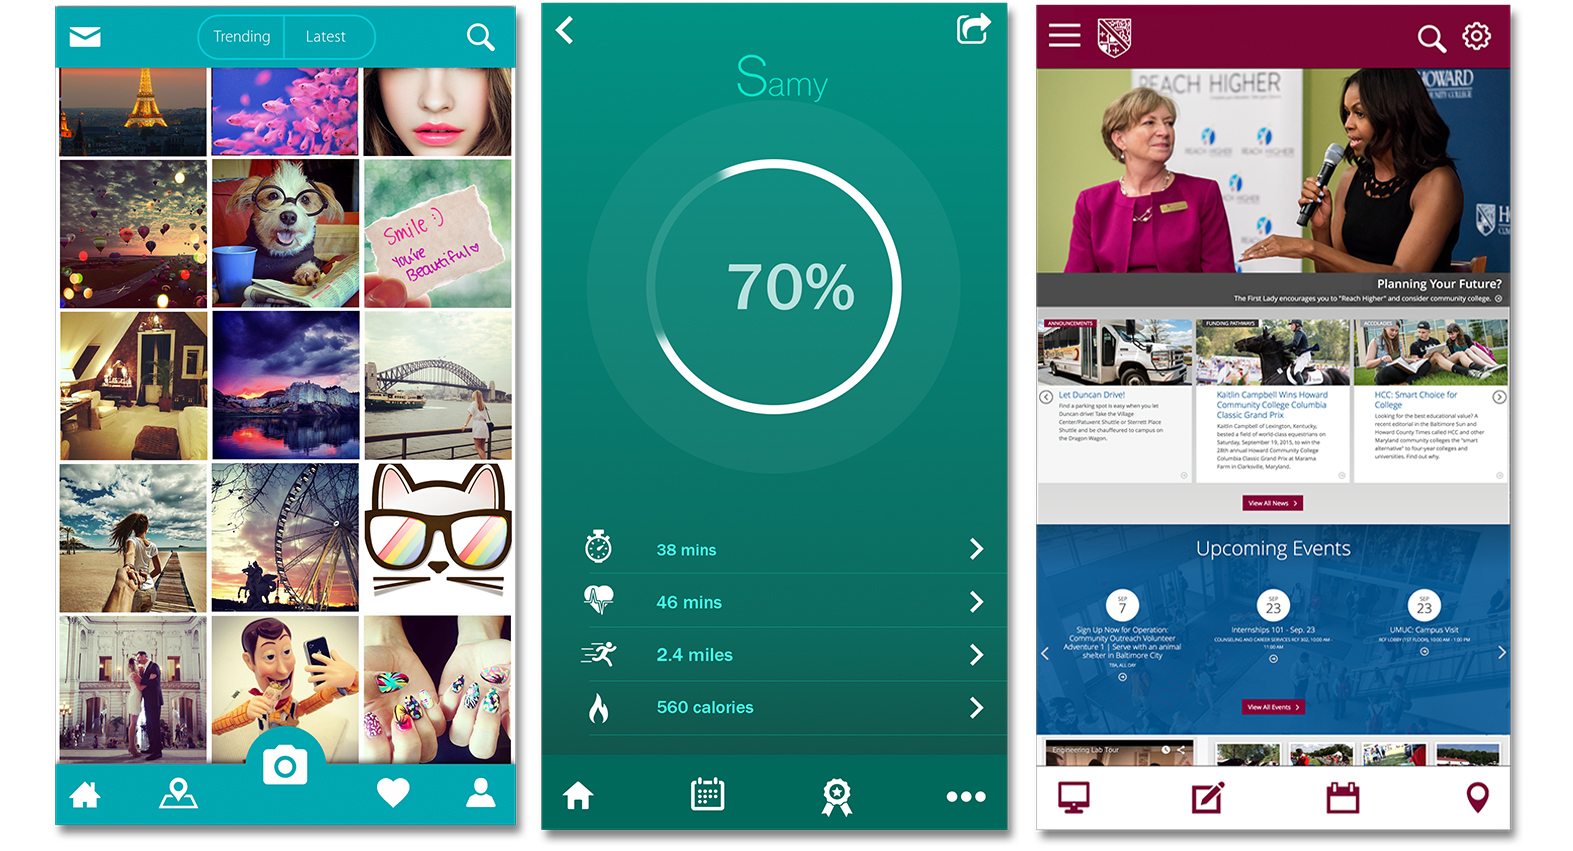 Trending
Latest
Smile :)
You're
Beautiful
Samy
70%
38 mins
46 mins
2.4 miles
560 calories
REACH HIGHER
HOWARD
COMMUNITY COLLEGE
REACH HIGHER
REACH HIGHER
Planning Your Future?
The First Lady encourages you to "Reach Higher" and consider community college.
ANNOUNCEMENTS
Let Duncan Drive!
Find a parking spot is easy when you let
Duncan drive! Take the Village
Center/Patuxent Shuttle or Sterrett Place
Shuttle and be chauffeured to campus on
the Dragon Wagon.
FUNDING PATHWAYS
Kaitlin Campbell Wins Howard
Community College Columbia
Classic Grand Prix
Kaitlin Campbell of Lexington, Kentucky,
bested a field of world-class equestrians on
Saturday, September 19, 2015, to win the
28th annual Howard Community College
Columbia Classic Grand Prix at Marama
Farm in Clarksville, Maryland.
ACCOLADES
HCC: Smart Choice for
College
Looking for the best educational value? A
recent editorial in the Baltimore Sun and
Howard County Times called HCC and other
Maryland community colleges the "smart
alternative" to four-year colleges and
universities. Find out why.
View All News
Upcoming Events
SEP
7
Sign Up Now for Operation:
Community Outreach Volunteer
Adventure 1 | Serve with an animal
shelter in Baltimore City
TBA, ALL DAY
SEP
23
Internships 101 - Sep. 23
COUNSELING AND CAREER SERVICES RCF 302, 10:00 AM -
11:00 AM
SEP
23
UMUC: Campus Visit
RCF LOBBY (1ST FLOOR), 10:00 AM - 1:00 PM
View All Events
Engineering Lab Tour